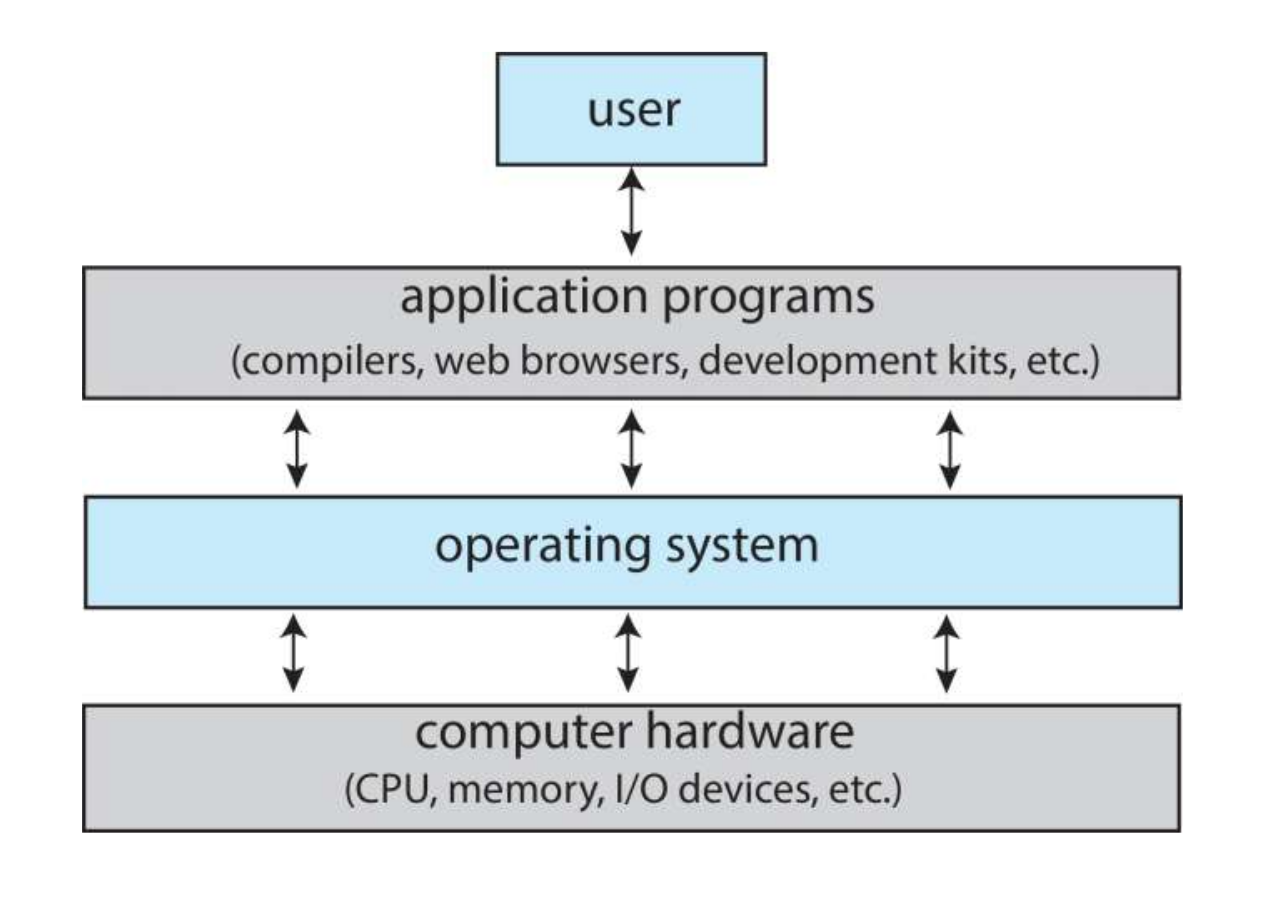 user
application programs
(compilers, web browsers, development kits, etc.)
operating system
computer hardware
(CPU, memory, I/O devices, etc.)